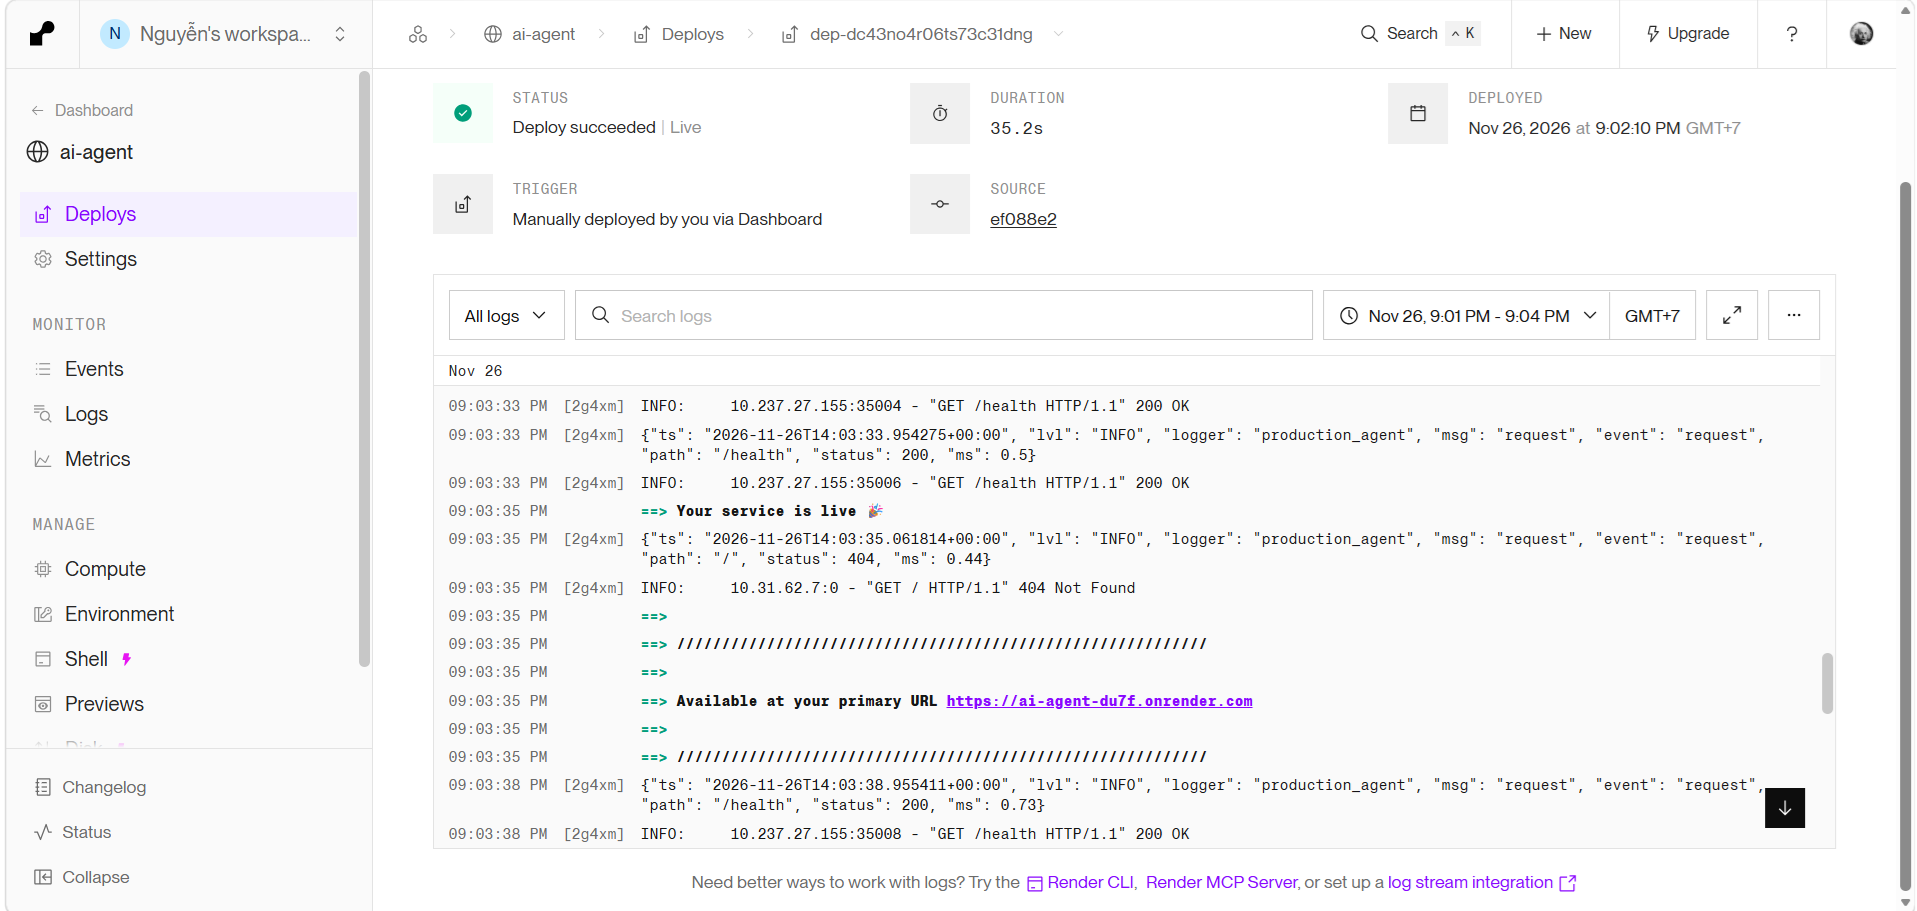 N Nguyễn's workspa...
ai-agent
Deploys
dep-dc43no4r06ts73c31dng
Search ^ K
+ New
Upgrade
?
← Dashboard
ai-agent
Deploys
Settings
MONITOR
Events
Logs
Metrics
MANAGE
Compute
Environment
Shell
Previews
Changelog
Status
Collapse
STATUS
Deploy succeeded | Live
DURATION
35.2s
DEPLOYED
Nov 26, 2026 at 9:02:10 PM GMT+7
TRIGGER
Manually deployed by you via Dashboard
SOURCE
ef088e2
All logs
Search logs
Nov 26, 9:01 PM - 9:04 PM
GMT+7
...
Nov 26
09:03:33 PM [2g4xm] INFO: 10.237.27.155:35004 - "GET /health HTTP/1.1" 200 OK
09:03:33 PM [2g4xm] {"ts": "2026-11-26T14:03:33.954275+00:00", "lvl": "INFO", "logger": "production_agent", "msg": "request", "event": "request",
"path": "/health", "status": 200, "ms": 0.5}
09:03:33 PM [2g4xm] INFO: 10.237.27.155:35006 - "GET /health HTTP/1.1" 200 OK
09:03:35 PM ==> Your service is live 🎉
09:03:35 PM [2g4xm] {"ts": "2026-11-26T14:03:35.061814+00:00", "lvl": "INFO", "logger": "production_agent", "msg": "request", "event": "request",
"path": "/", "status": 404, "ms": 0.44}
09:03:35 PM [2g4xm] INFO: 10.31.62.7:0 - "GET / HTTP/1.1" 404 Not Found
09:03:35 PM ==>
09:03:35 PM ==> ///////////////////////////////////////////////////////////
09:03:35 PM ==>
09:03:35 PM ==> Available at your primary URL https://ai-agent-du7f.onrender.com
09:03:35 PM ==>
09:03:35 PM ==> ///////////////////////////////////////////////////////////
09:03:38 PM [2g4xm] {"ts": "2026-11-26T14:03:38.955411+00:00", "lvl": "INFO", "logger": "production_agent", "msg": "request", "event": "request",
"path": "/health", "status": 200, "ms": 0.73}
09:03:38 PM [2g4xm] INFO: 10.237.27.155:35008 - "GET /health HTTP/1.1" 200 OK
Need better ways to work with logs? Try the Render CLI, Render MCP Server, or set up a log stream integration